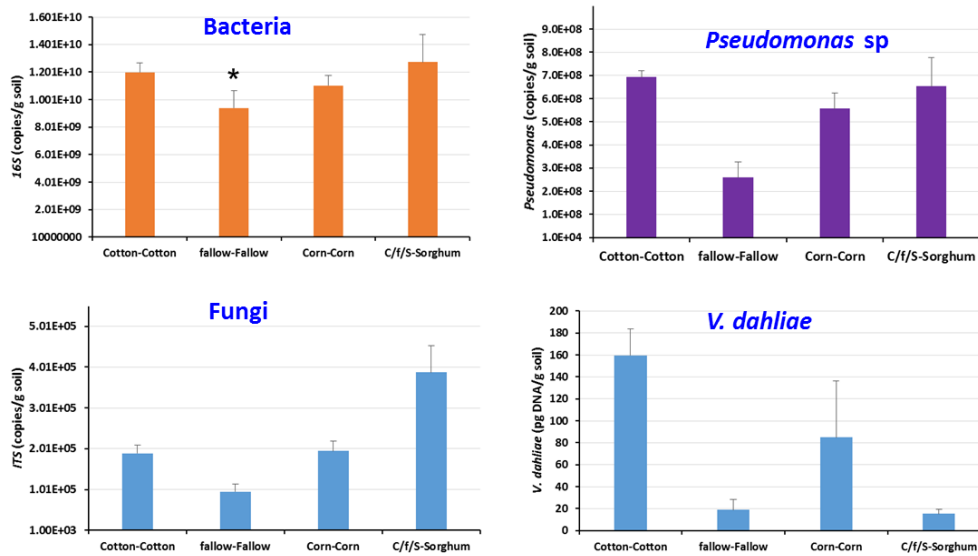 Bacteria
16S (copies/g soil)
1.601E+10
1.401E+10
1.201E+10
1.001E+10
8.01E+09
6.01E+09
4.01E+09
2.01E+09
10000000
*
Cotton-Cotton
fallow-Fallow
Corn-Corn
C/f/S-Sorghum
Pseudomonas sp
Pseudomonas (copies/g soil)
9.0E+08
8.0E+08
7.0E+08
6.0E+08
5.0E+08
4.0E+08
3.0E+08
2.0E+08
1.0E+08
1.0E+04
Cotton-Cotton
fallow-Fallow
Corn-Corn
C/f/S-Sorghum
Fungi
ITS (copies/g soil)
5.01E+05
4.01E+05
3.01E+05
2.01E+05
1.01E+05
1.00E+03
Cotton-Cotton
fallow-Fallow
Corn-Corn
C/f/S-Sorghum
V. dahliae
V. dahliae (pg DNA/g soil)
200
180
160
140
120
100
80
60
40
20
0
Cotton-Cotton
fallow-Fallow
Corn-Corn
C/f/S-Sorghum